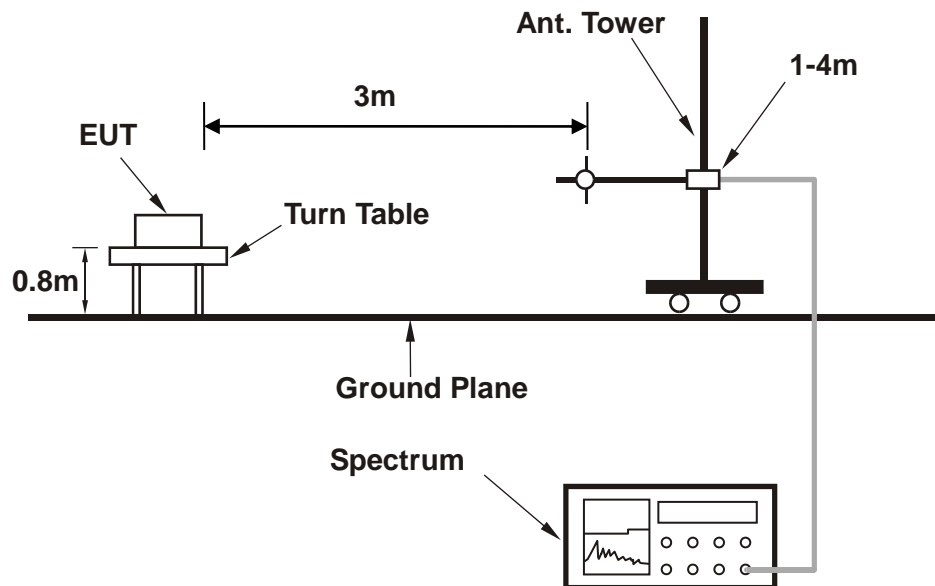 Ant. Tower
1-4m
3m
EUT
Turn Table
0.8m
Ground Plane
Spectrum